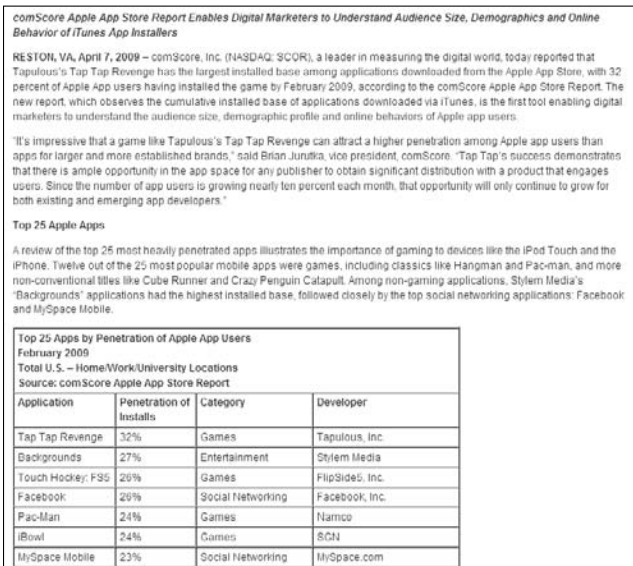 comScore Apple App Store Report Enables Digital Marketers to Understand Audience Size, Demographics and Online
Behavior of iTunes App Installers
RESTON, VA, April 7, 2009 – comScore, Inc. (NASDAQ: SCOR), a leader in measuring the digital world, today reported that
Tapulous's Tap Tap Revenge has the largest installed base among applications downloaded from the Apple App Store, with 32
percent of Apple App users having installed the game by February 2009, according to the comScore Apple App Store Report. The
new report, which observes the cumulative installed base of applications downloaded via iTunes, is the first tool enabling digital
marketers to understand the audience size, demographic profile and online behaviors of Apple app users.
"It's impressive that a game like Tapulous's Tap Tap Revenge can attract a higher penetration among Apple app users than
apps for larger and more established brands," said Brian Jurutka, vice president, comScore. "Tap Tap's success demonstrates
that there is ample opportunity in the app space for any publisher to obtain significant distribution with a product that engages
users. Since the number of app users is growing nearly ten percent each month, that opportunity will only continue to grow for
both existing and emerging app developers."
Top 25 Apple Apps
A review of the top 25 most heavily penetrated apps illustrates the importance of gaming to devices like the iPod Touch and the
iPhone. Twelve out of the 25 most popular mobile apps were games, including classics like Hangman and Pac-man, and more
non-conventional titles like Cube Runner and Crazy Penguin Catapult. Among non-gaming applications, Stylem Media's
"Backgrounds" applications had the highest installed base, followed closely by the top social networking applications: Facebook
and MySpace Mobile.
Top 25 Apps by Penetration of Apple App Users
February 2009
Total U.S. – Home/Work/University Locations
Source: comScore Apple App Store Report
Application Penetration of Installs Category Developer
Tap Tap Revenge 32% Games Tapulous, Inc.
Backgrounds 27% Entertainment Stylem Media
Touch Hockey: FS5 26% Games FlipSide5, Inc.
Facebook 26% Social Networking Facebook, Inc.
Pac-Man 24% Games Namco
iBowl 24% Games SGN
MySpace Mobile 23% Social Networking MySpace.com